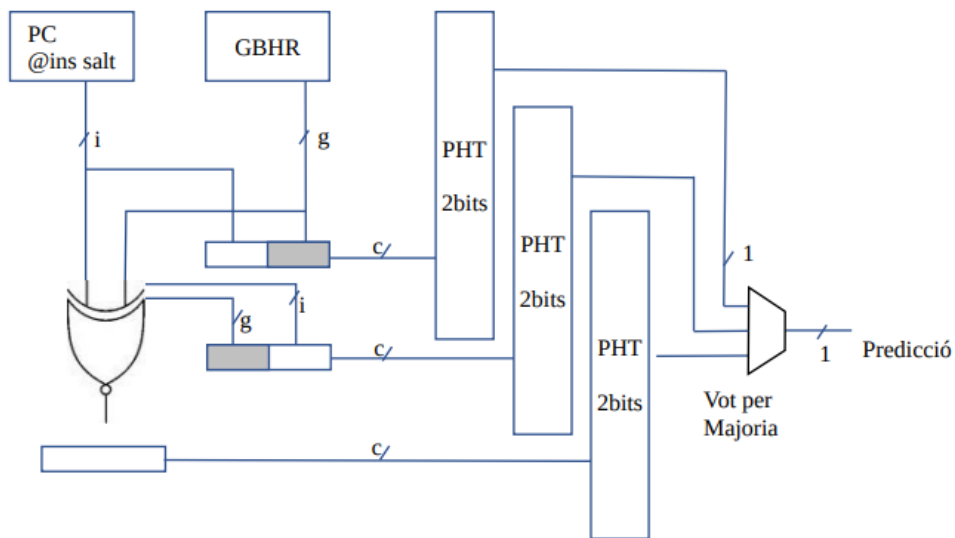 PC
@ins salt
GBHR
i
g
PHT
2bits
c
1
PHT
2bits
i
g
c
PHT
2bits
1
Predicció
Vot per
Majoria
c